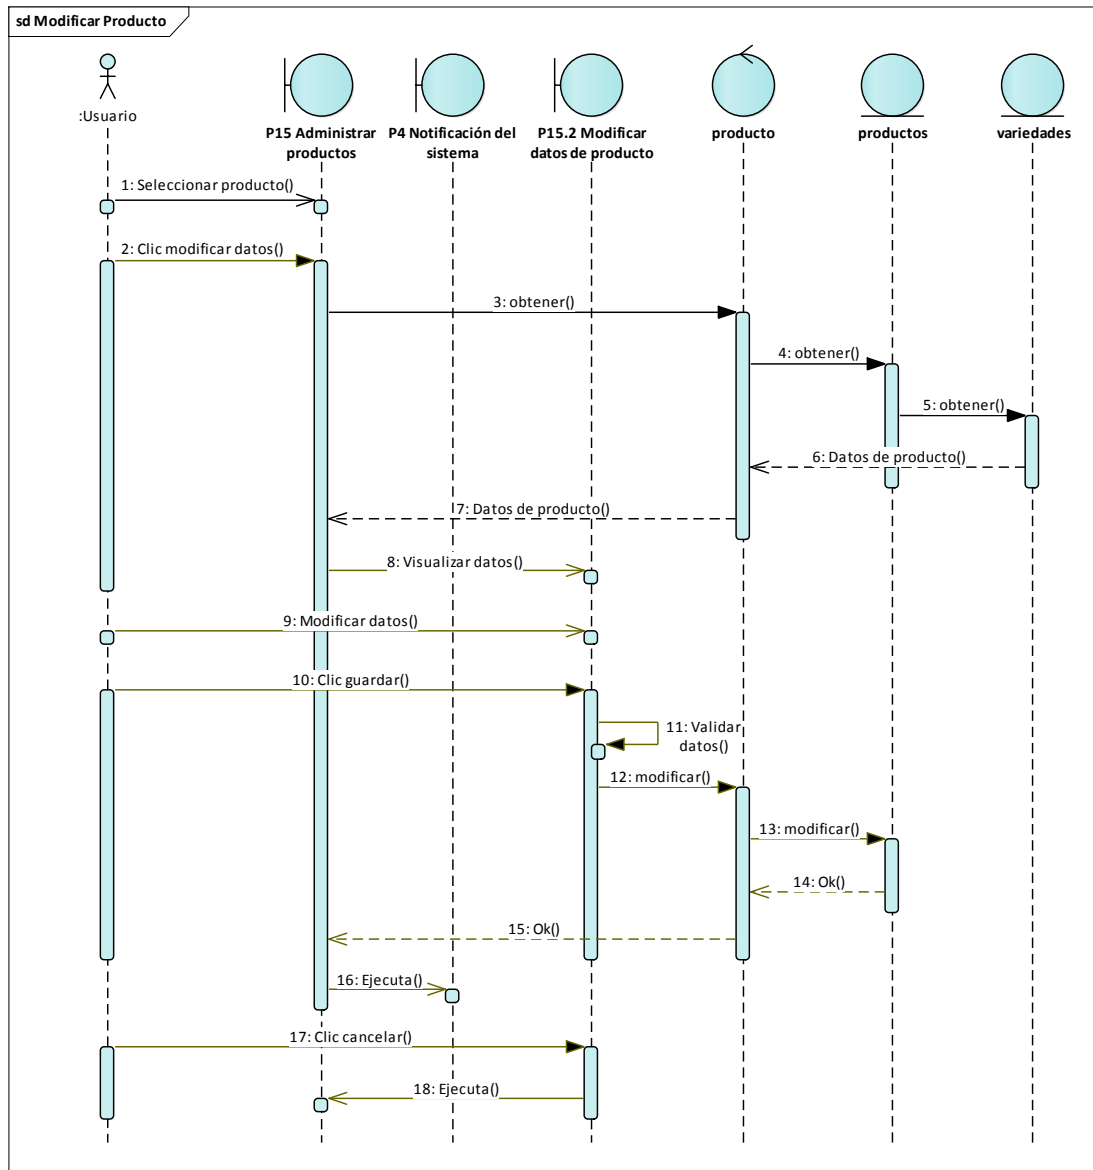 sd Modificar Producto
:Usuario
P15 Administrar
productos
P4 Notificación del
sistema
P15.2 Modificar
datos de producto
producto
productos
variedades
1: Seleccionar producto()
2: Clic modificar datos()
3: obtener()
4: obtener()
5: obtener()
6: Datos de producto()
7: Datos de producto()
8: Visualizar datos()
9: Modificar datos()
10: Clic guardar()
11: Validar
datos()
12: modificar()
13: modificar()
14: Ok()
15: Ok()
16: Ejecuta()
17: Clic cancelar()
18: Ejecuta()